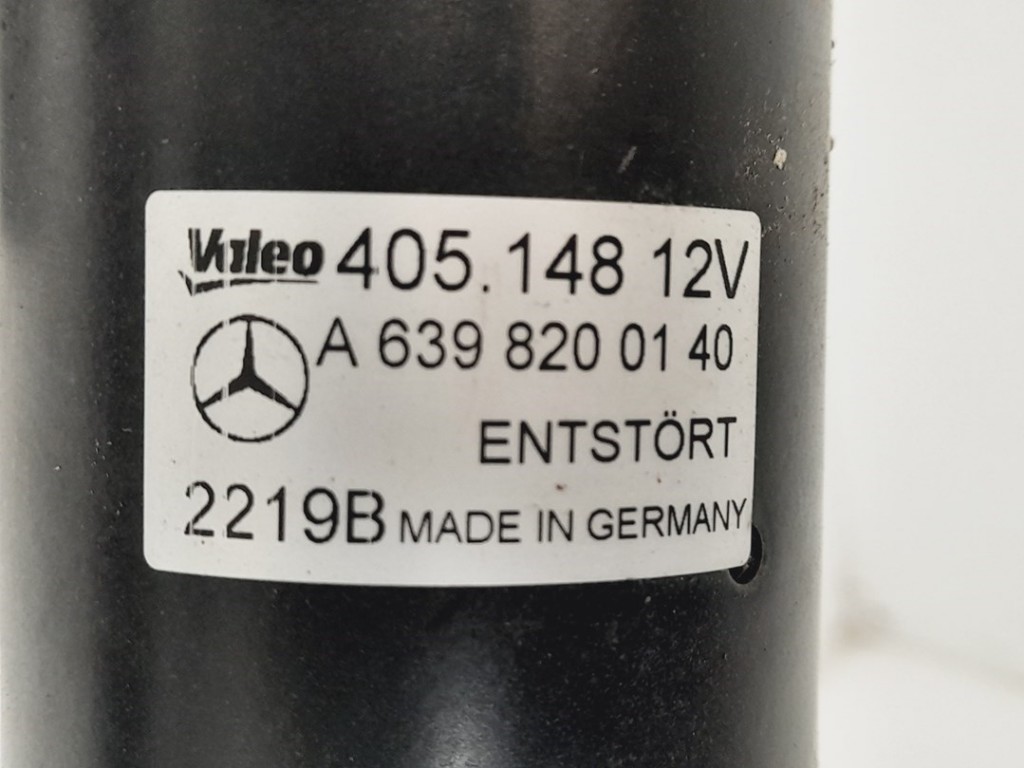 Valeo 405.148 12V
A 639 820 01 40
ENTSTÖRT
2219B MADE IN GERMANY